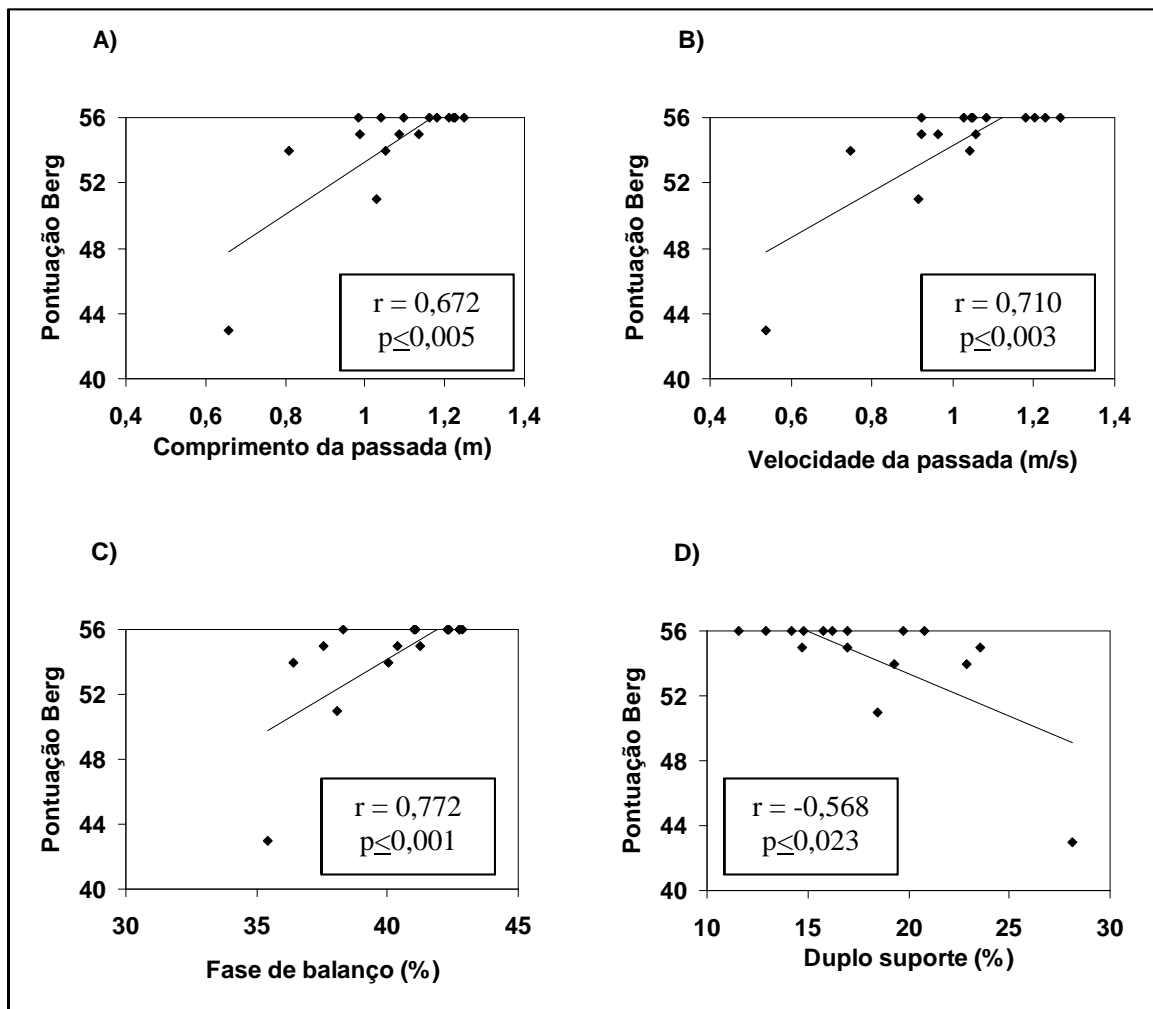 A)
Pontuação Berg
56
52
48
44
40
r = 0,672
p≤0,005
0,4 0,6 0,8 1 1,2 1,4
Comprimento da passada (m)
B)
Pontuação Berg
56
52
48
44
40
r = 0,710
p≤0,003
0,4 0,6 0,8 1 1,2 1,4
Velocidade da passada (m/s)
C)
Pontuação Berg
56
52
48
44
40
r = 0,772
p≤0,001
30 35 40 45
Fase de balanço (%)
D)
Pontuação Berg
56
52
48
44
40
r = -0,568
p≤0,023
10 15 20 25 30
Duplo suporte (%)